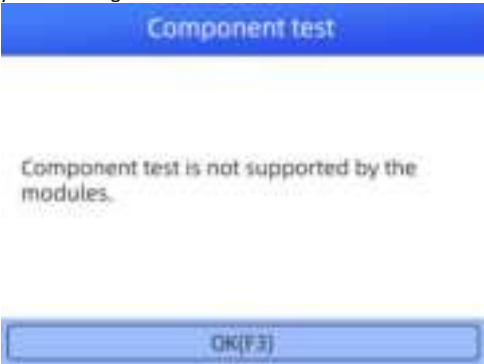 Component test
Component test is not supported by the
modules.
OK(F3)